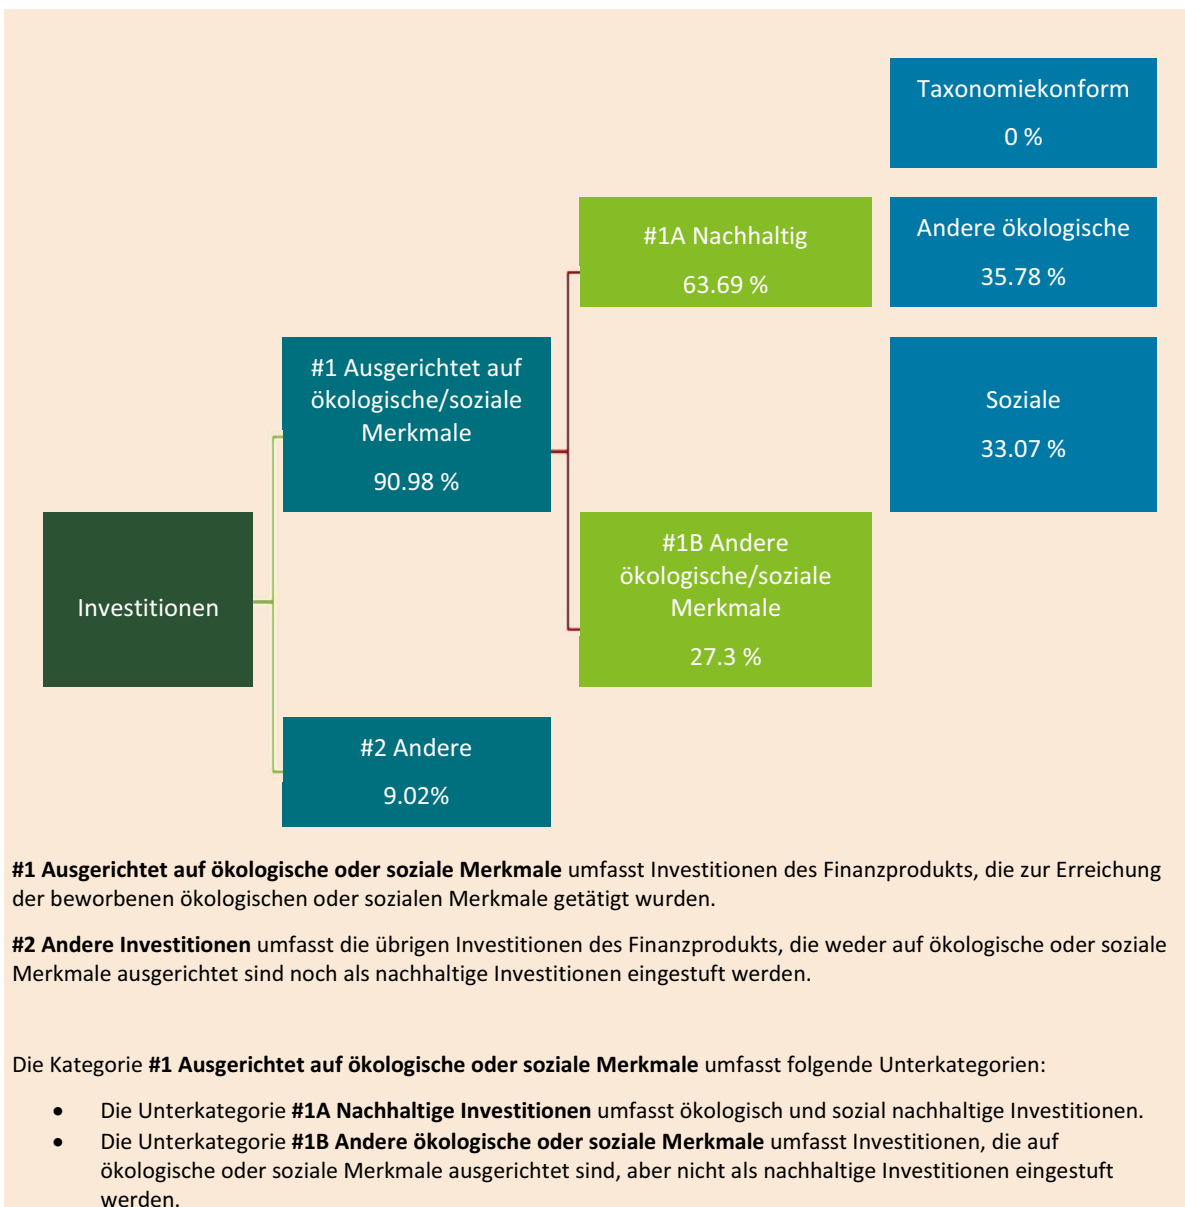 Taxonomiekonform
0 %
#1A Nachhaltig
63.69 %
Andere ökologische
35.78 %
#1 Ausgerichtet auf
ökologische/soziale
Merkmale
90.98 %
Soziale
33.07 %
Investitionen
#1B Andere
ökologische/soziale
Merkmale
27.3 %
#2 Andere
9.02%
#1 Ausgerichtet auf ökologische oder soziale Merkmale umfasst Investitionen des Finanzprodukts, die zur Erreichung
der beworbenen ökologischen oder sozialen Merkmale getätigt wurden.
#2 Andere Investitionen umfasst die übrigen Investitionen des Finanzprodukts, die weder auf ökologische oder soziale
Merkmale ausgerichtet sind noch als nachhaltige Investitionen eingestuft werden.
Die Kategorie #1 Ausgerichtet auf ökologische oder soziale Merkmale umfasst folgende Unterkategorien:
• Die Unterkategorie #1A Nachhaltige Investitionen umfasst ökologisch und sozial nachhaltige Investitionen.
• Die Unterkategorie #1B Andere ökologische oder soziale Merkmale umfasst Investitionen, die auf
ökologische oder soziale Merkmale ausgerichtet sind, aber nicht als nachhaltige Investitionen eingestuft
werden.